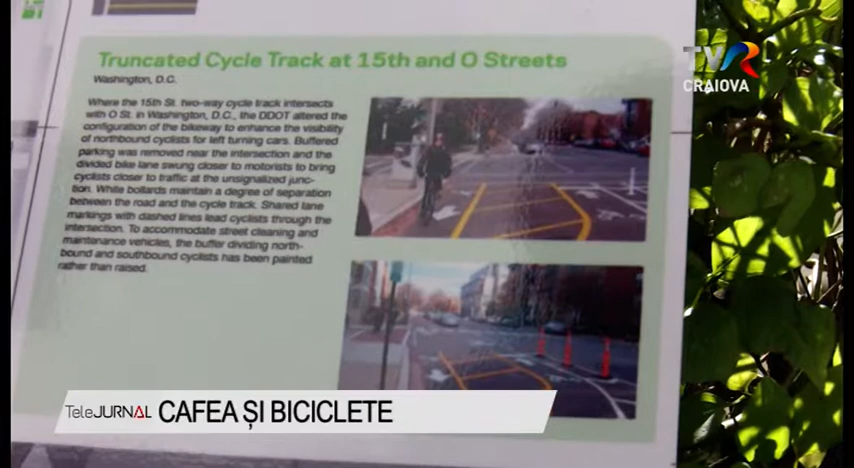 Truncated Cycle Track at 15th and O Streets
Washington, D.C.
Where the 15th St. two-way cycle track intersects
with O St. in Washington, D.C., the DDOT altered the
configuration of the bikeway to enhance the visibility
of northbound cyclists for left turning cars. Buffered
parking was removed near the intersection and the
divided bike lane swung closer to motorists to bring
cyclists closer to traffic at the unsignalized junc-
tion. White bollards maintain a degree of separation
between the road and the cycle track. Shared lane
markings with dashed lines lead cyclists through the
intersection. To accommodate street cleaning and
maintenance vehicles, the buffer dividing north-
bound and southbound cyclists has been painted
rather than raised.
TVR
CRAIOVA
TeleJURNAL CAFEA ȘI BICICLETE